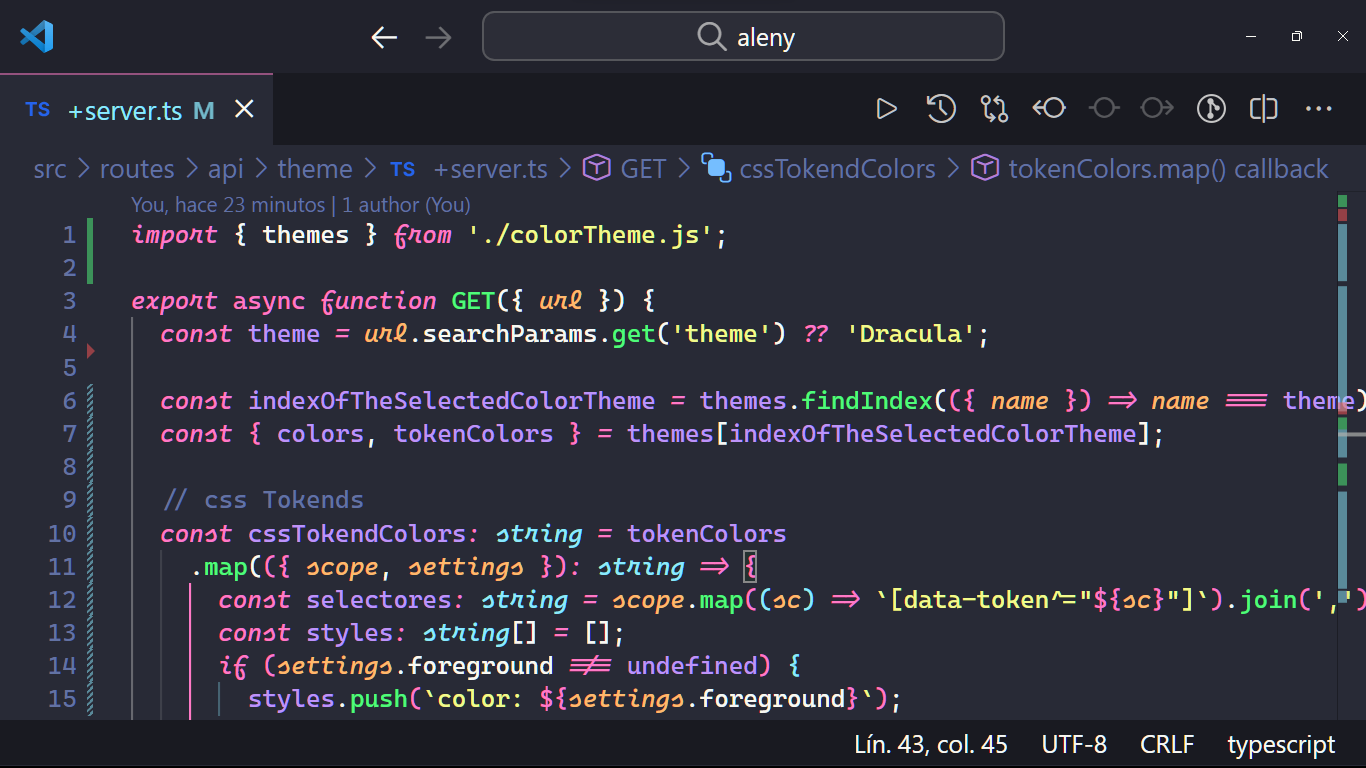 aleny
TS +server.ts M
src > routes > api > theme > TS +server.ts > GET > cssTokendColors > tokenColors.map() callback
You, hace 23 minutos | 1 author (You)
1 import { themes } from './colorTheme.js';
2
3 export async function GET({ url }) {
4 const theme = url.searchParams.get('theme') ?? 'Dracula';
5
6 const indexOfTheSelectedColorTheme = themes.findIndex(({ name }) => name === theme)
7 const { colors, tokenColors } = themes[indexOfTheSelectedColorTheme];
8
9 // css Tokends
10 const cssTokendColors: string = tokenColors
11 .map(({ scope, settings }): string => {
12 const selectores: string = scope.map((sc) => `[data-token^="${sc}"]`).join(',')
13 const styles: string[] = [];
14 if (settings.foreground !== undefined) {
15 styles.push(`color: ${settings.foreground}`);
Lín. 43, col. 45 UTF-8 CRLF typescript